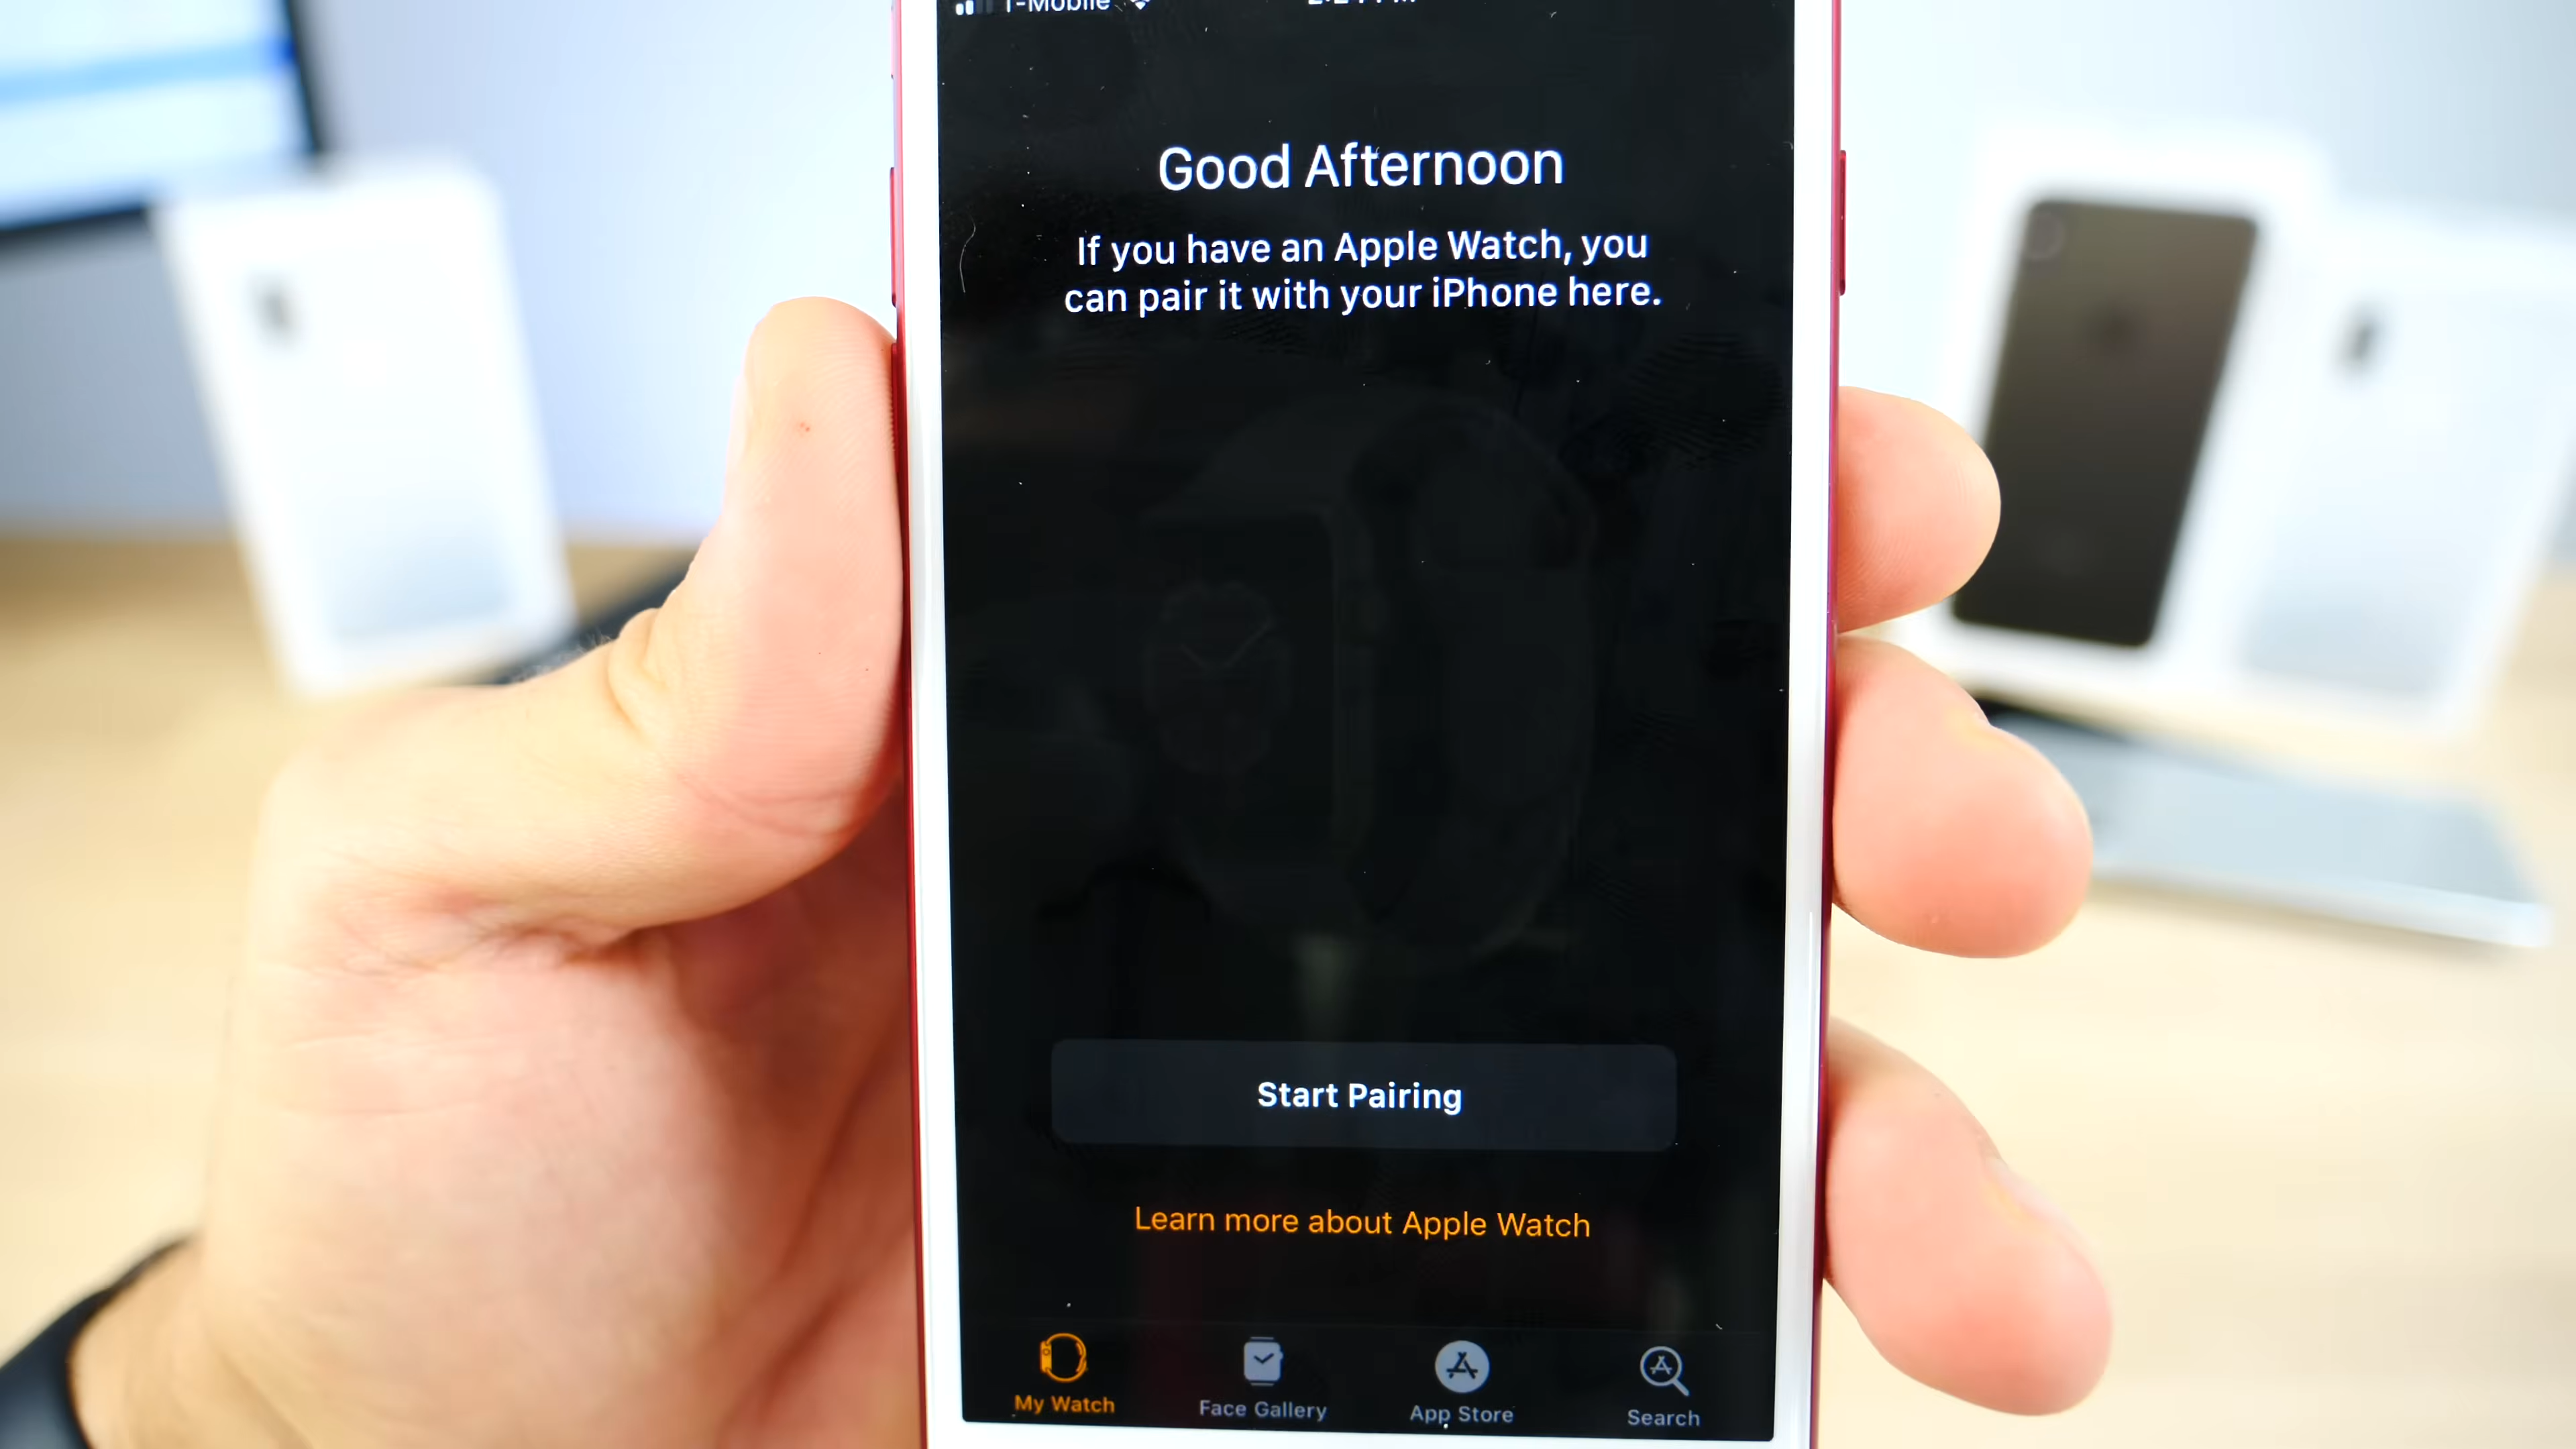 T-Mobile
Good Afternoon
If you have an Apple Watch, you
can pair it with your iPhone here.
Start Pairing
Learn more about Apple Watch
My Watch
Face Gallery
App Store
Search